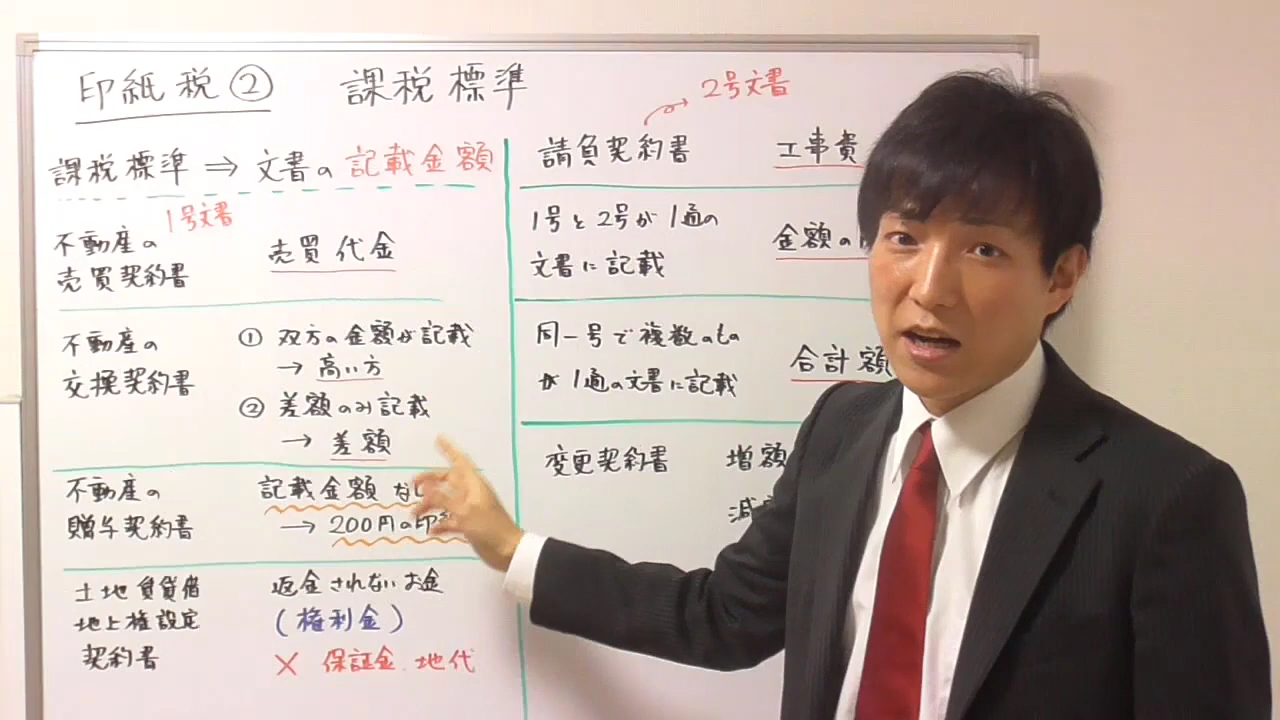 印紙税② 課税標準
課税標準 ⇒ 文書の記載金額
1号文書
不動産の
売買契約書
売買代金
不動産の
交換契約書
① 双方の金額が記載
→ 高い方
② 差額のみ記載
→ 差額
不動産の
贈与契約書
記載金額な
→ 200円の印
土地賃貸借
地上権設定
契約書
返金されないお金
(権利金)
× 保証金.地代
2号文書
請負契約書
工事費
1号と2号が1通の
文書に記載
金額の
同一号で複数のもの
が1通の文書に記載
合計額
変更契約書
増額
減